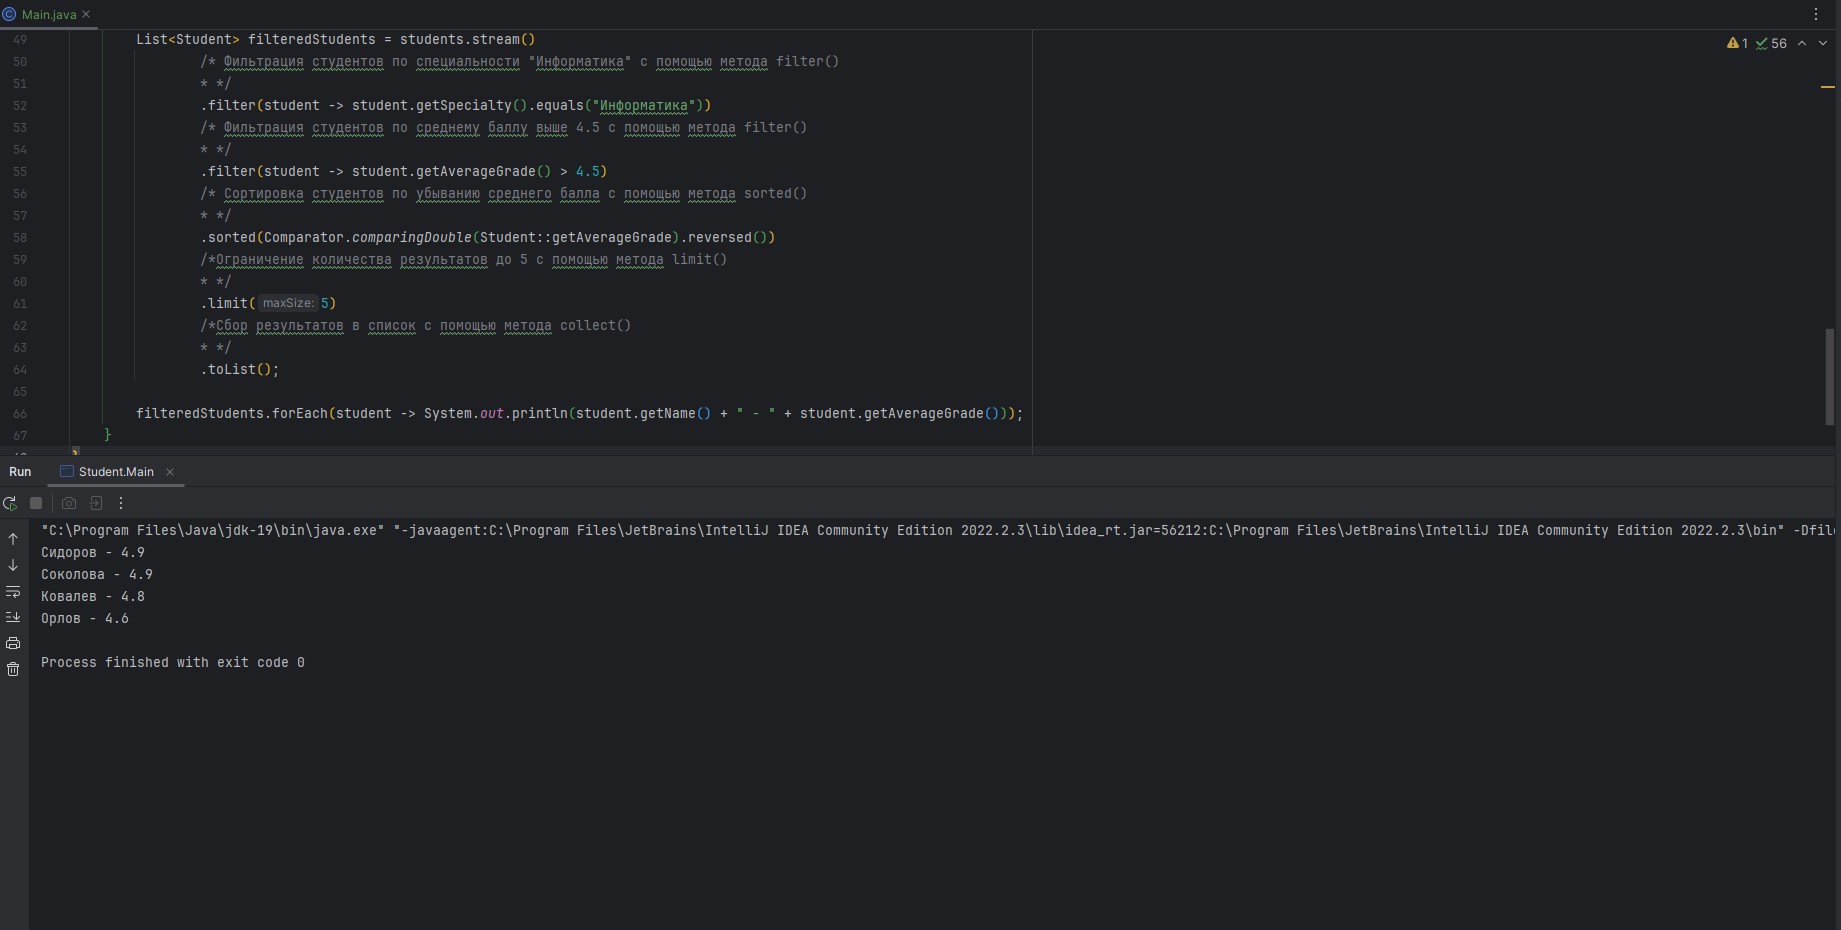 Main.java
1 56
49 List<Student> filteredStudents = students.stream()
50 /* Фильтрация студентов по специальности "Информатика" с помощью метода filter()
51 * */
52 .filter(student -> student.getSpecialty().equals("Информатика"))
53 /* Фильтрация студентов по среднему баллу выше 4.5 с помощью метода filter()
54 * */
55 .filter(student -> student.getAverageGrade() > 4.5)
56 /* Сортировка студентов по убыванию среднего балла с помощью метода sorted()
57 * */
58 .sorted(Comparator.comparingDouble(Student::getAverageGrade).reversed())
59 /*Ограничение количества результатов до 5 с помощью метода limit()
60 * */
61 .limit( maxSize: 5)
62 /*Сбор результатов в список с помощью метода collect()
63 * */
64 .toList();
65
66 filteredStudents.forEach(student -> System.out.println(student.getName() + " - " + student.getAverageGrade()));
67 }
Run Student.Main
"C:\Program Files\Java\jdk-19\bin\java.exe" "-javaagent:C:\Program Files\JetBrains\IntelliJ IDEA Community Edition 2022.2.3\lib\idea_rt.jar=56212:C:\Program Files\JetBrains\IntelliJ IDEA Community Edition 2022.2.3\bin" -Dfil
Сидоров - 4.9
Соколова - 4.9
Ковалев - 4.8
Орлов - 4.6
Process finished with exit code 0